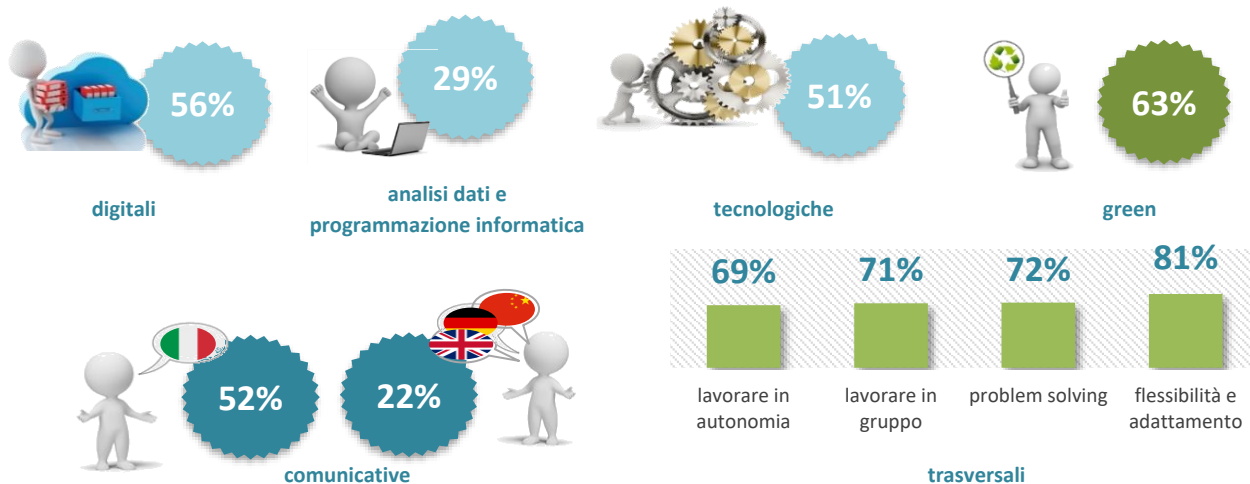 56%
29%
51%
63%
digitali
analisi dati e
programmazione informatica
tecnologiche
green
52%
22%
comunicative
69%
71%
72%
81%
lavorare in
autonomia
lavorare in
gruppo
problem solving
flessibilità e
adattamento
trasversali